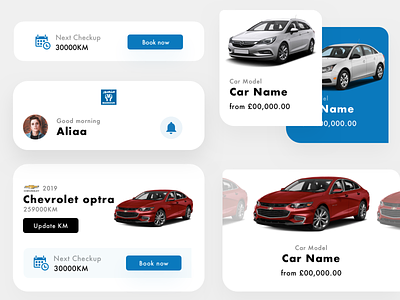 Next Checkup
30000KM
Book now
Good morning
Aliaa
2019
Chevrolet optra
259000KM
Update KM
Next Checkup
30000KM
Book now
Car Model
Car Name
from £00,000.00
Car Name
00,000.00
Car Model
Car Name
from £00,000.00